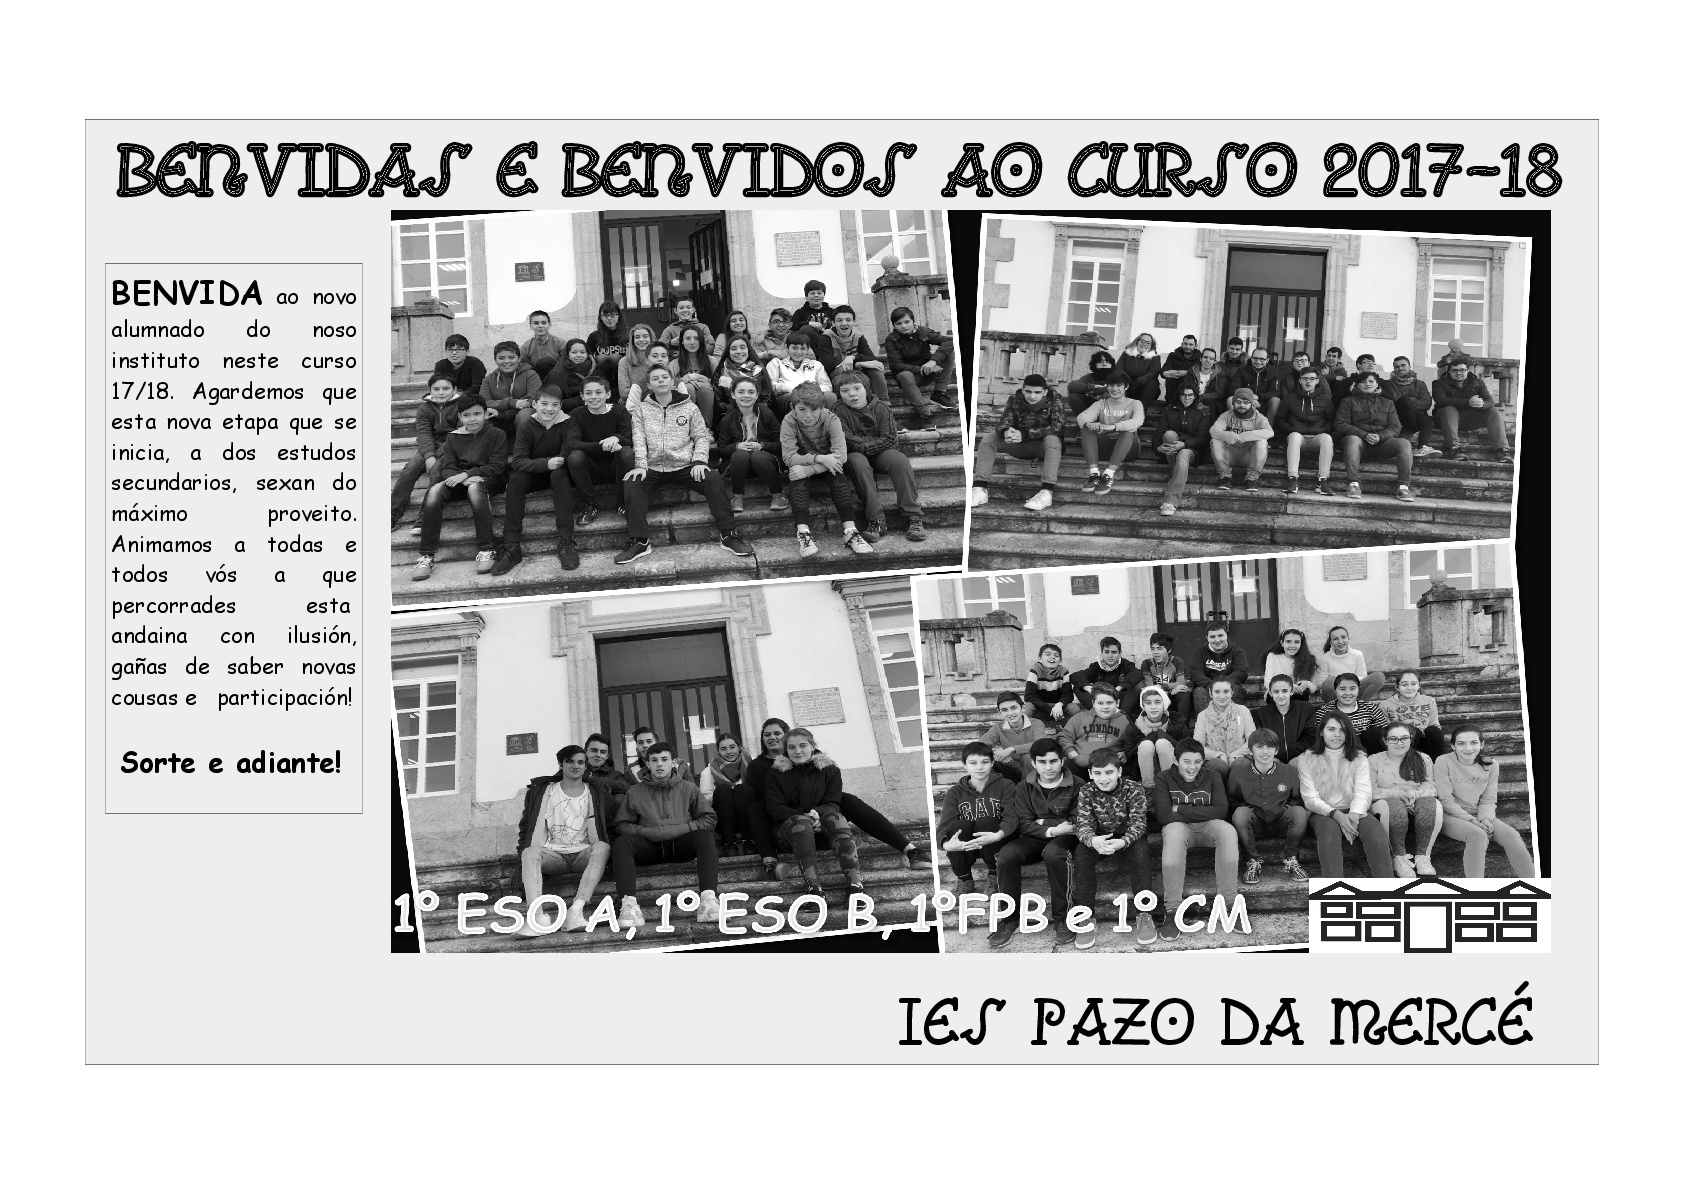 BENVIDAS E BENVIDOS AO CURSO 2017-18
BENVIDA ao novo
alumnado do noso
instituto neste curso
17/18. Agardemos que
esta nova etapa que se
inicia, a dos estudos
secundarios, sexan do
máximo proveito.
Animamos a todas e
todos vós a que
percorrades esta
andaina con ilusión,
gañas de saber novas
cousas e participación!
Sorte e adiante!
LONDON
1º ESO A, 1º ESO B, 1ºFPB e 1º CM
IES PAZO DA MERCÉ